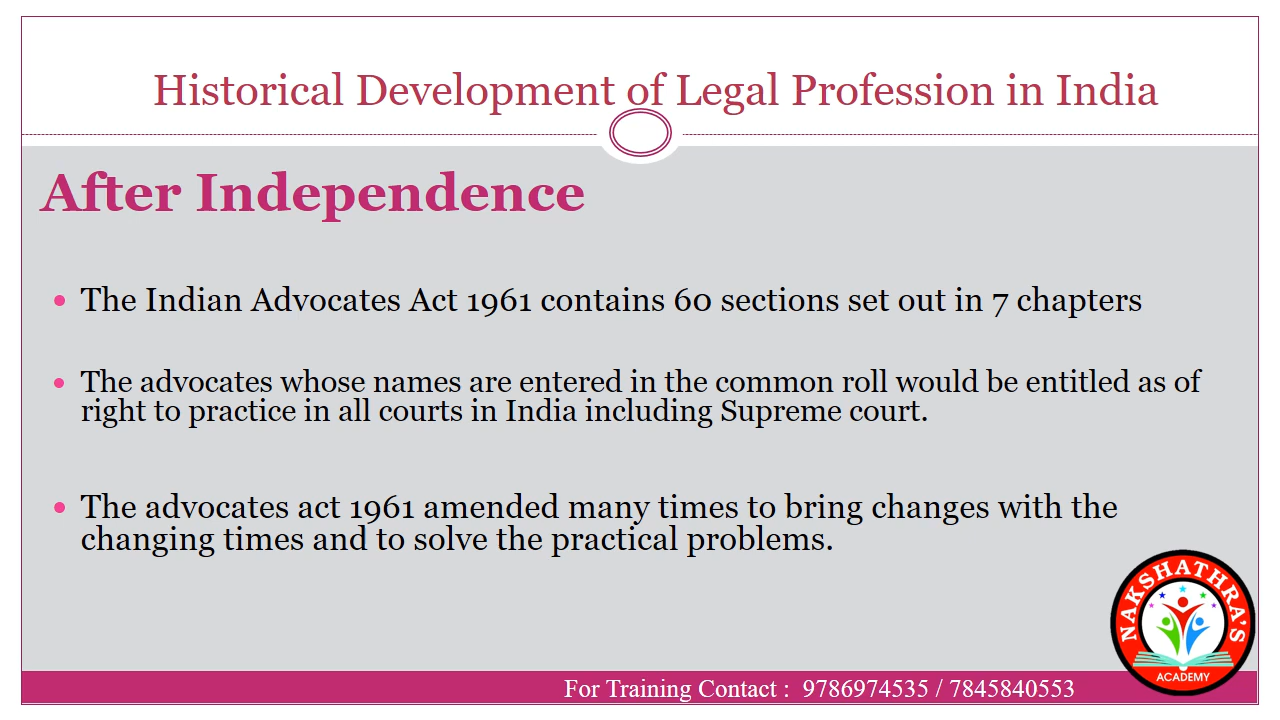 Historical Development of Legal Profession in India
After Independence
The Indian Advocates Act 1961 contains 60 sections set out in 7 chapters
The advocates whose names are entered in the common roll would be entitled as of
right to practice in all courts in India including Supreme court.
The advocates act 1961 amended many times to bring changes with the
changing times and to solve the practical problems.
NAKSHATHRA'S
ACADEMY
For Training Contact : 9786974535 / 7845840553